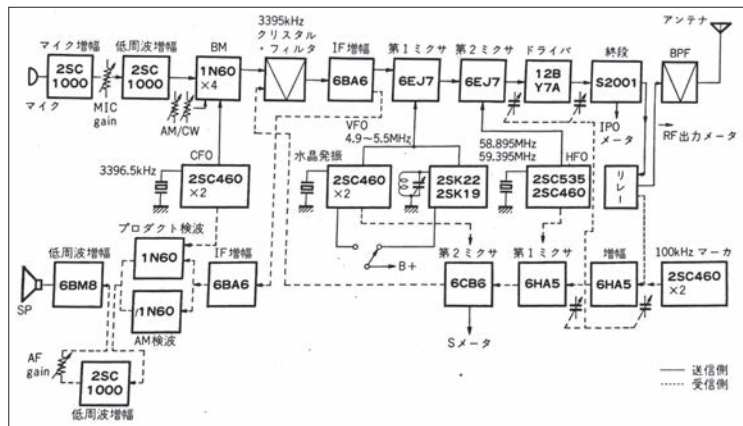 アンテナ
3395kHz
クリスタル
・フィルタ
マイク増幅
低周波増幅
BM
IF増幅
第1ミクサ
第2ミクサ
ドライバ
終段
BPF
2SC
1000
2SC
1000
1N60
×4
6BA6
6EJ7
6EJ7
12B
Y7A
S2001
マイク
MIC
gain
AM/CW
VFO
4.9～5.5MHz
IPO
メータ
RF出力メータ
CFO
水晶発振
58.895MHz
59.395MHz
HFO
3396.5kHz
2SC460
×2
2SC460
×2
2SK22
2SK19
2SC535
2SC460
リレー
プロダクト検波
低周波増幅
1N60
IF増幅
B+
第2ミクサ
第1ミクサ
増幅
100kHzマーカ
6BM8
6BA6
6CB6
6HA5
6HA5
2SC460
×2
SP
1N60
AM検波
Sメータ
AF
gain
2SC
1000
低周波増幅
送信側
受信側